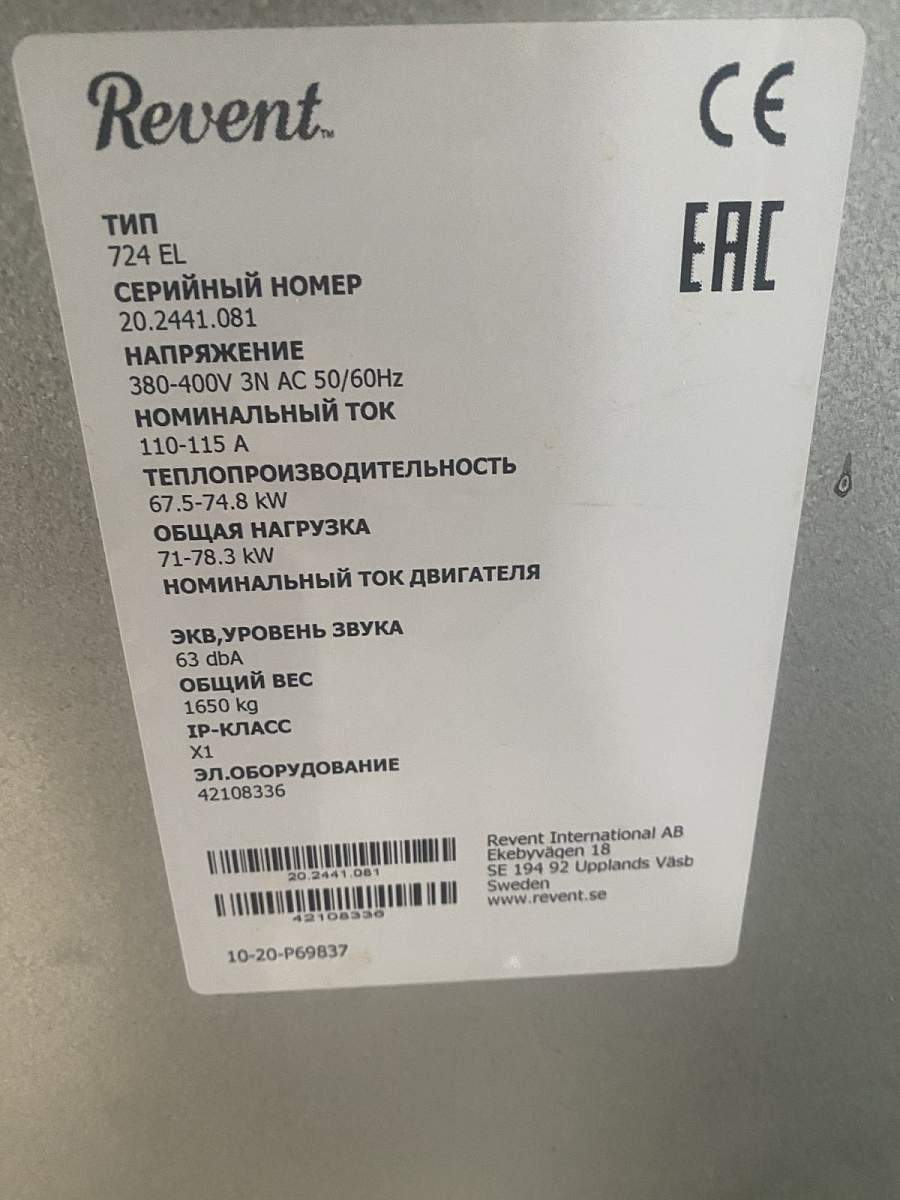 Revent™
CE
EAC
ТИП
724 EL
СЕРИЙНЫЙ НОМЕР
20.2441.081
НАПРЯЖЕНИЕ
380-400V 3N AC 50/60Hz
НОМИНАЛЬНЫЙ ТОК
110-115 A
ТЕПЛОПРОИЗВОДИТЕЛЬНОСТЬ
67.5-74.8 kW
ОБЩАЯ НАГРУЗКА
71-78.3 kW
НОМИНАЛЬНЫЙ ТОК ДВИГАТЕЛЯ
ЭКВ,УРОВЕНЬ ЗВУКА
63 dbA
ОБЩИЙ ВЕС
1650 kg
IP-КЛАСС
X1
ЭЛ.ОБОРУДОВАНИЕ
42108336
20.2441.081
42108336
10-20-P69837
Revent International AB
Ekebyvägen 18
SE 194 92 Upplands Väsb
Sweden
www.revent.se